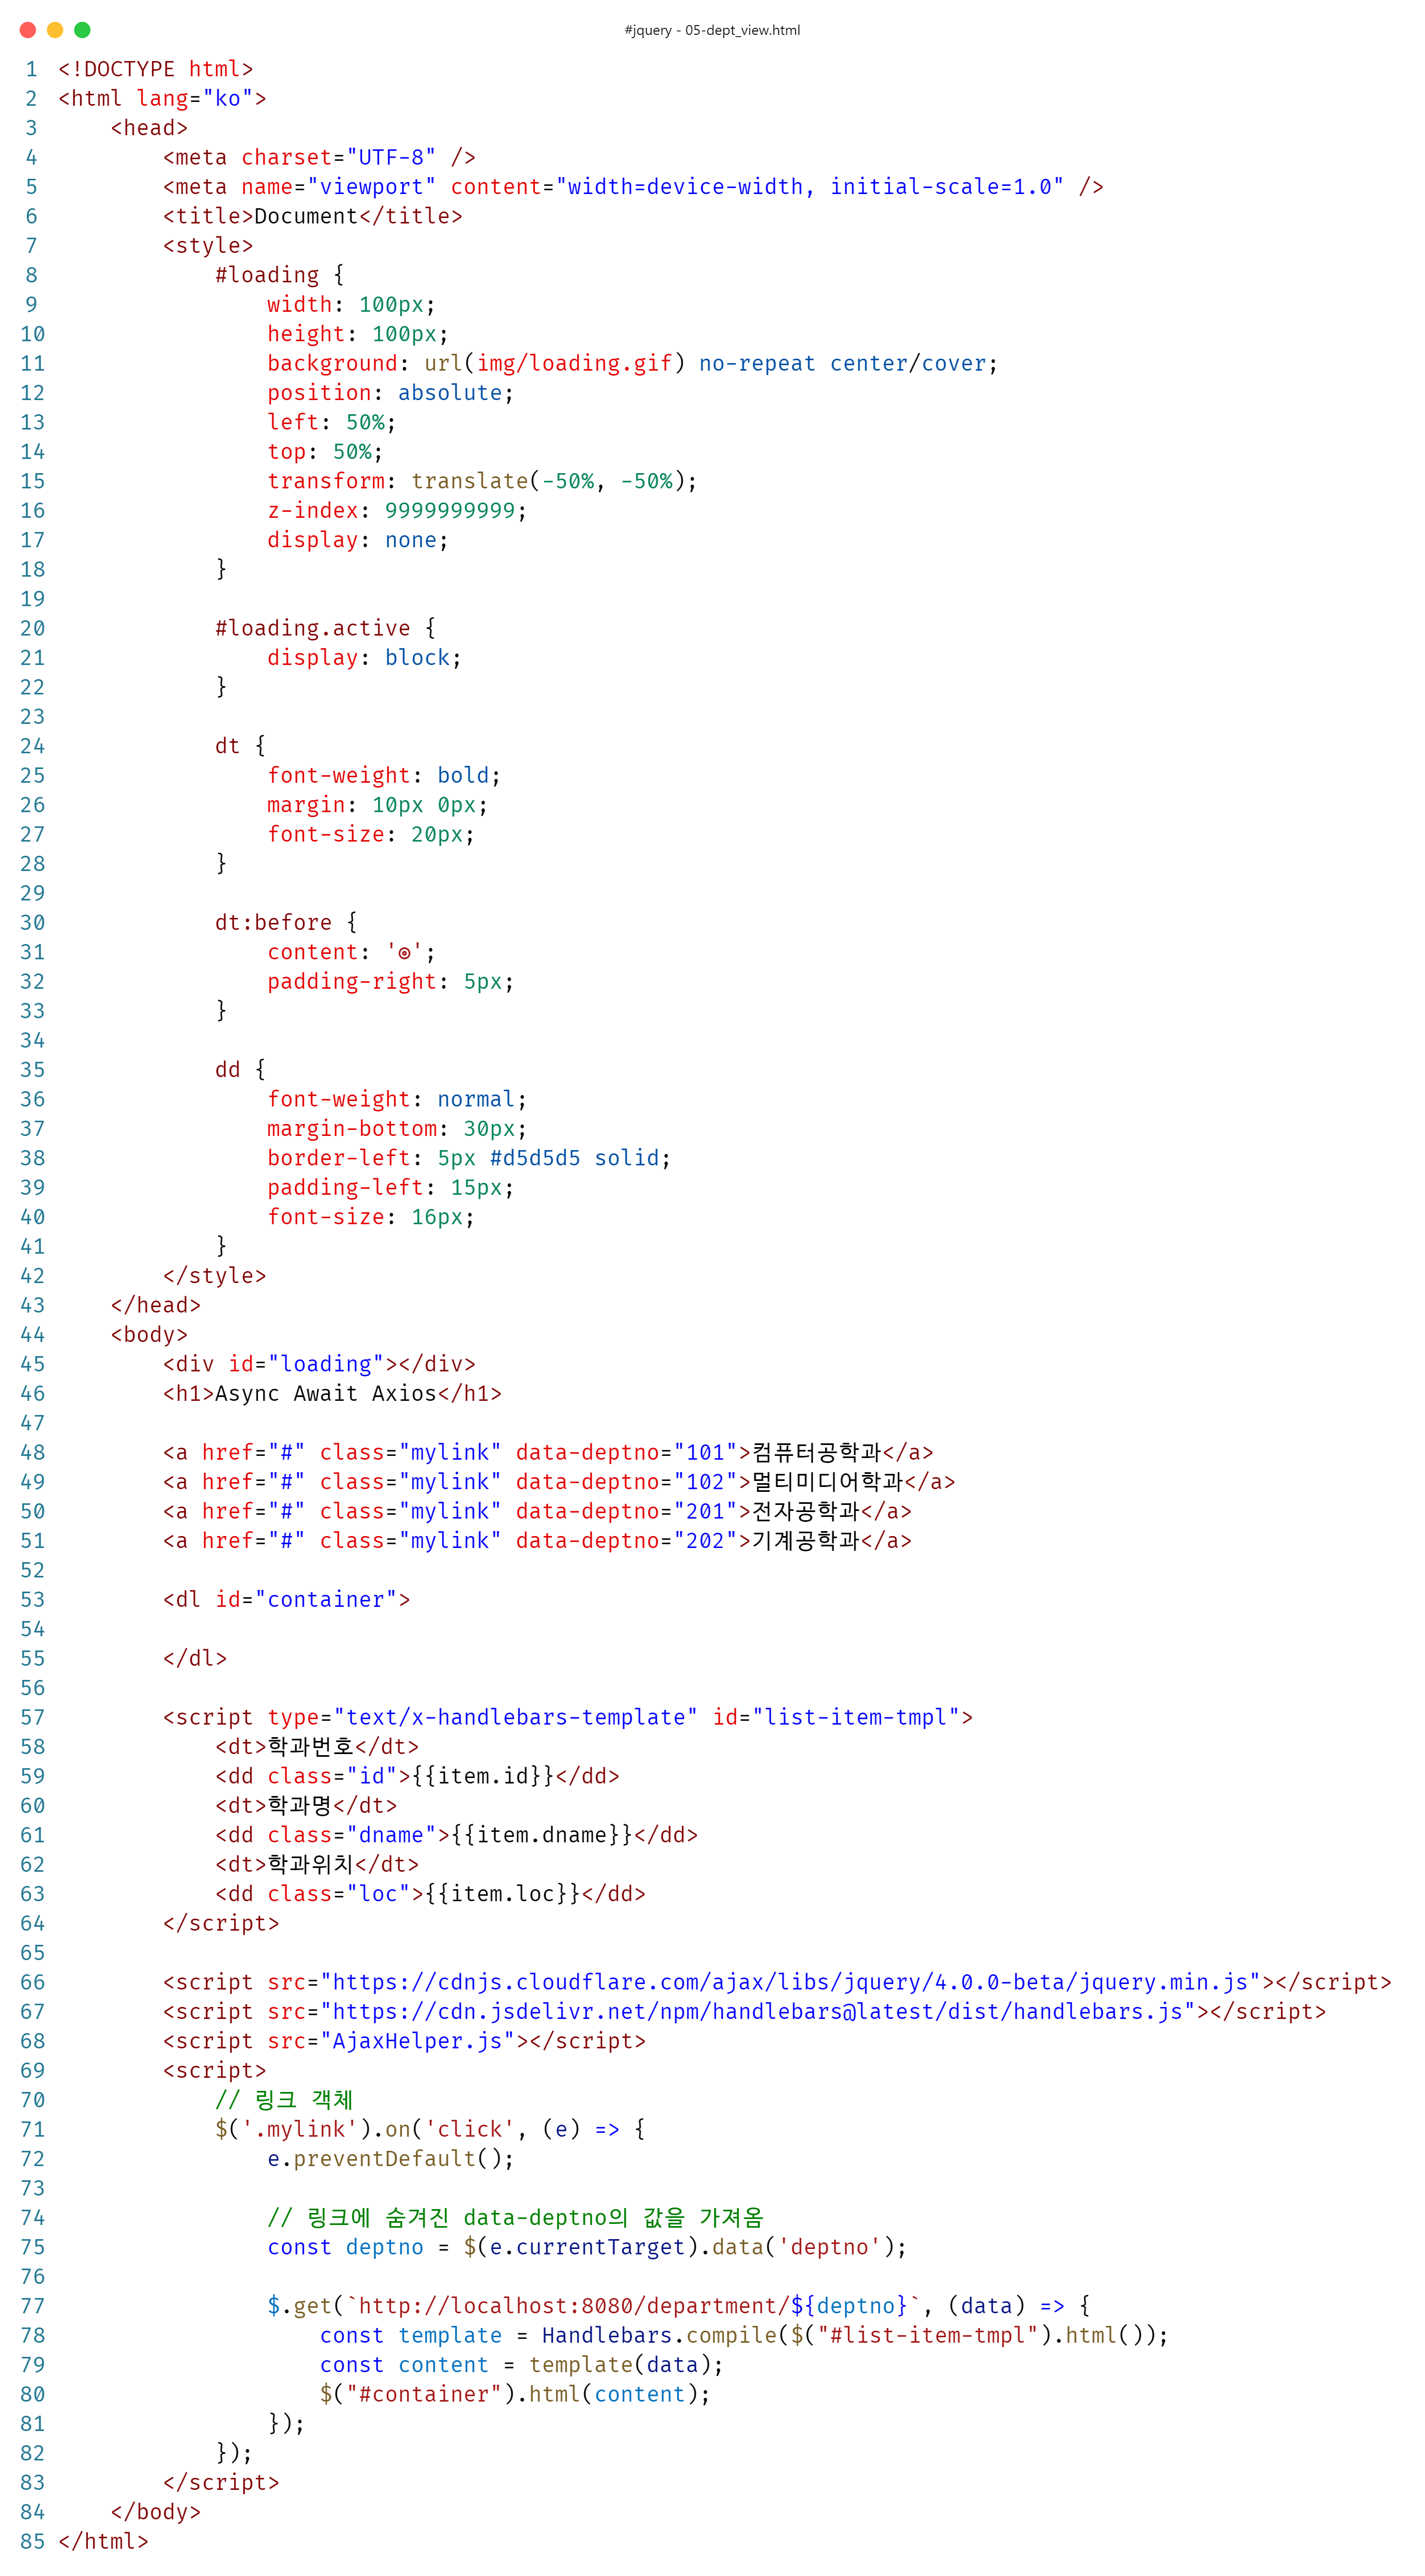 #jquery - 05-dept_view.html
1 <!DOCTYPE html>
2 <html lang="ko">
3     <head>
4         <meta charset="UTF-8" />
5         <meta name="viewport" content="width=device-width, initial-scale=1.0" />
6         <title>Document</title>
7         <style>
8             #loading {
9                 width: 100px;
10                 height: 100px;
11                 background: url(img/loading.gif) no-repeat center/cover;
12                 position: absolute;
13                 left: 50%;
14                 top: 50%;
15                 transform: translate(-50%, -50%);
16                 z-index: 9999999999;
17                 display: none;
18             }
19
20             #loading.active {
21                 display: block;
22             }
23
24             dt {
25                 font-weight: bold;
26                 margin: 10px 0px;
27                 font-size: 20px;
28             }
29
30             dt:before {
31                 content: '◎';
32                 padding-right: 5px;
33             }
34
35             dd {
36                 font-weight: normal;
37                 margin-bottom: 30px;
38                 border-left: 5px #d5d5d5 solid;
39                 padding-left: 15px;
40                 font-size: 16px;
41             }
42         </style>
43     </head>
44     <body>
45         <div id="loading"></div>
46         <h1>Async Await Axios</h1>
47
48         <a href="#" class="mylink" data-deptno="101">컴퓨터공학과</a>
49         <a href="#" class="mylink" data-deptno="102">멀티미디어학과</a>
50         <a href="#" class="mylink" data-deptno="201">전자공학과</a>
51         <a href="#" class="mylink" data-deptno="202">기계공학과</a>
52
53         <dl id="container">
54
55         </dl>
56
57         <script type="text/x-handlebars-template" id="list-item-tmpl">
58             <dt>학과번호</dt>
59             <dd class="id">{{item.id}}</dd>
60             <dt>학과명</dt>
61             <dd class="dname">{{item.dname}}</dd>
62             <dt>학과위치</dt>
63             <dd class="loc">{{item.loc}}</dd>
64         </script>
65
66         <script src="https://cdnjs.cloudflare.com/ajax/libs/jquery/4.0.0-beta/jquery.min.js"></script>
67         <script src="https://cdn.jsdelivr.net/npm/handlebars@latest/dist/handlebars.js"></script>
68         <script src="AjaxHelper.js"></script>
69         <script>
70             // 링크 객체
71             $('.mylink').on('click', (e) => {
72                 e.preventDefault();
73
74                 // 링크에 숨겨진 data-deptno의 값을 가져옴
75                 const deptno = $(e.currentTarget).data('deptno');
76
77                 $.get(`http://localhost:8080/department/${deptno}`, (data) => {
78                     const template = Handlebars.compile($("#list-item-tmpl").html());
79                     const content = template(data);
80                     $("#container").html(content);
81                 });
82             });
83         </script>
84     </body>
85 </html>